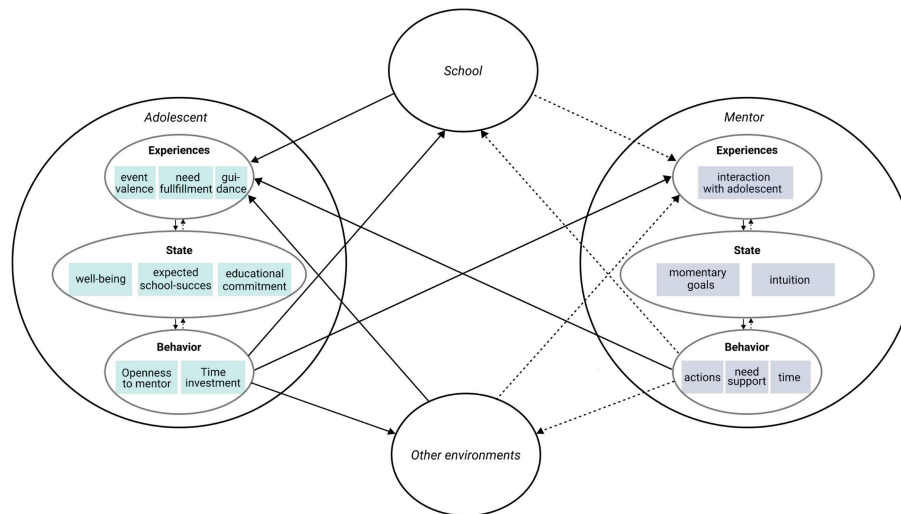 School
Adolescent
Experiences
event
valence
need
fullfillment
gui-
dance
State
well-being
expected
school-succes
educational
commitment
Behavior
Openness
to mentor
Time
investment
Mentor
Experiences
interaction
with adolescent
State
momentary
goals
intuition
Behavior
actions
need
support
time
Other environments